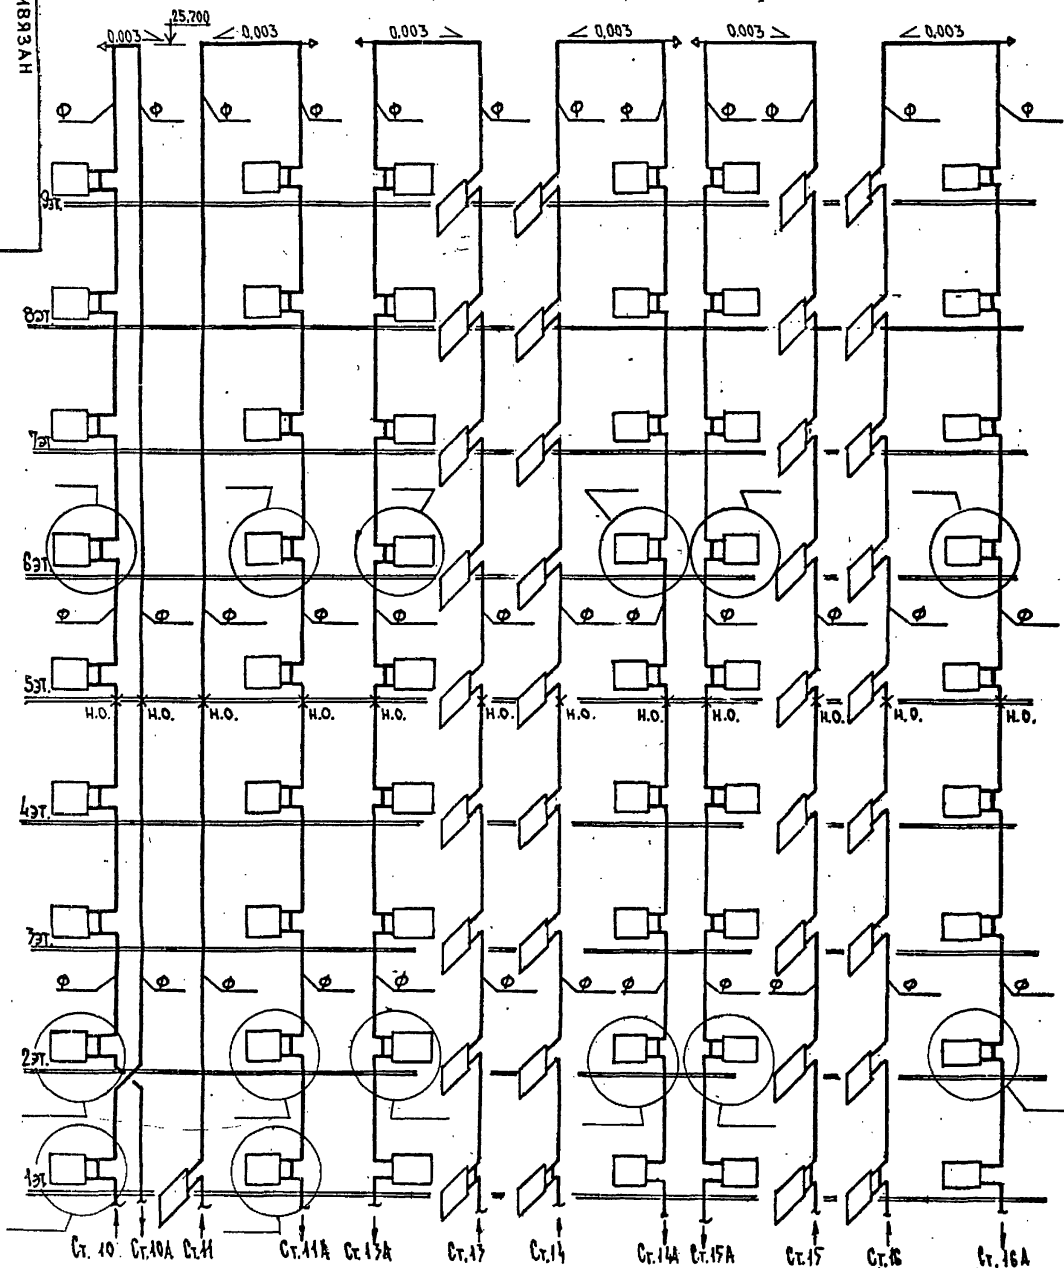 ИВЯЗАН
25.700
0.003 0.003 0.003 0.003 0.003 0.003
Ф Ф Ф Ф Ф Ф Ф Ф Ф Ф Ф Ф
9эт.
8эт.
7эт.
6эт.
Ф Ф Ф Ф Ф Ф Ф Ф Ф Ф Ф Ф
5эт.
Н.О. Н.О. Н.О. Н.О. Н.О. Н.О. Н.О. Н.О. Н.О. Н.О. Н.О. Н.О.
4эт.
3эт.
Ф Ф Ф Ф Ф Ф Ф Ф Ф Ф Ф Ф
2эт.
1эт.
Ст. 10 Ст.10А Ст.11 Ст.11А Ст.13А Ст.13 Ст.14 Ст.14А Ст.15А Ст.15 Ст.16 Ст.16А